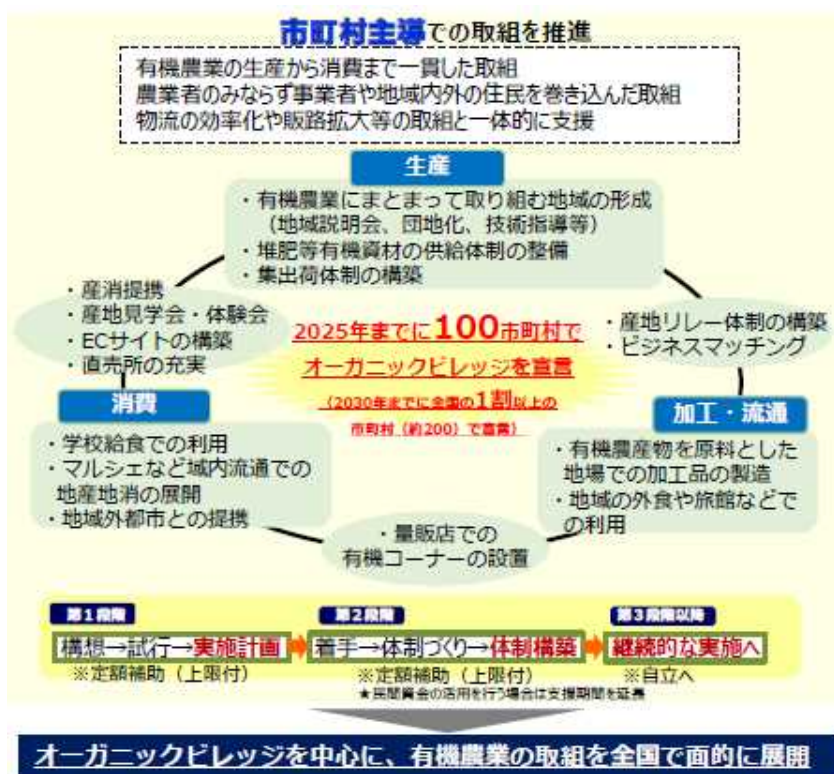 市町村主導での取組を推進
有機農業の生産から消費まで一貫した取組
農業者のみならず事業者や地域内外の住民を巻き込んだ取組
物流の効率化や販路拡大等の取組と一体的に支援
生産
・有機農業にまとまって取り組む地域の形成
（地域説明会、団地化、技術指導等）
・堆肥等有機資材の供給体制の整備
・集出荷体制の構築
・産消提携
・産地見学会・体験会
・ECサイトの構築
・直売所の充実
2025年までに100市町村で
オーガニックビレッジを宣言
（2030年までに全国の1割以上の
市町村（約200）で宣言）
・産地リレー体制の構築
・ビジネスマッチング
消費
・学校給食での利用
・マルシェなど域内流通での
地産地消の展開
・地域外都市との提携
加工・流通
・有機農産物を原料とした
地場での加工品の製造
・地域の外食や旅館などで
の利用
・量販店での
有機コーナーの設置
第1段階
構想→試行→実施計画
※定額補助（上限付）
第2段階
着手→体制づくり→体制構築
※定額補助（上限付）
★民間資金の活用を行う場合は支援期間を延長
第3段階以降
継続的な実施へ
※自立へ
オーガニックビレッジを中心に、有機農業の取組を全国で面的に展開